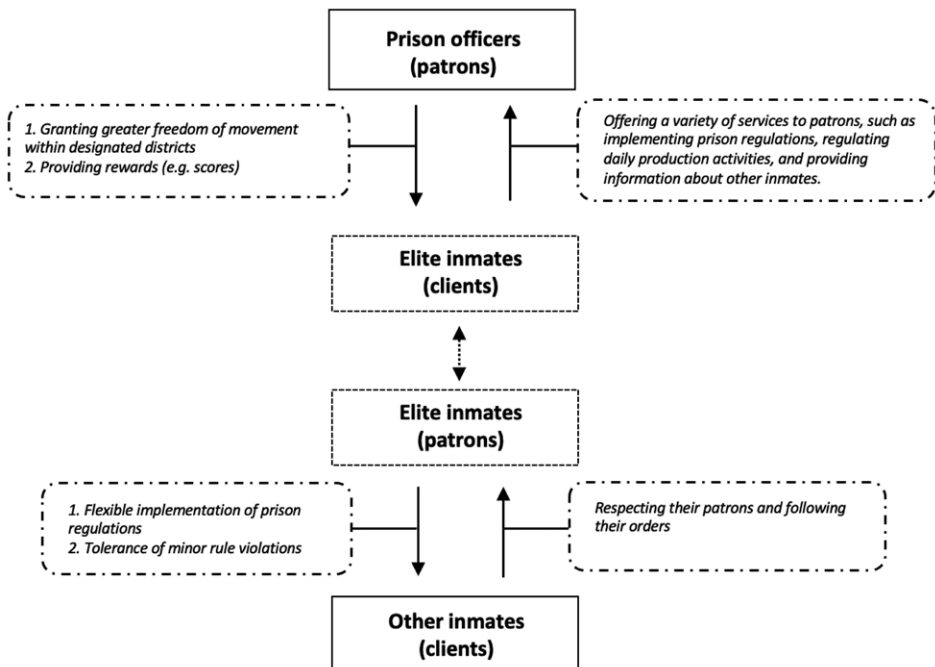 Prison officers
(patrons)
1. Granting greater freedom of movement
within designated districts
2. Providing rewards (e.g. scores)
Offering a variety of services to patrons, such as
implementing prison regulations, regulating
daily production activities, and providing
information about other inmates.
Elite inmates
(clients)
Elite inmates
(patrons)
1. Flexible implementation of prison
regulations
2. Tolerance of minor rule violations
Respecting their patrons and following
their orders
Other inmates
(clients)